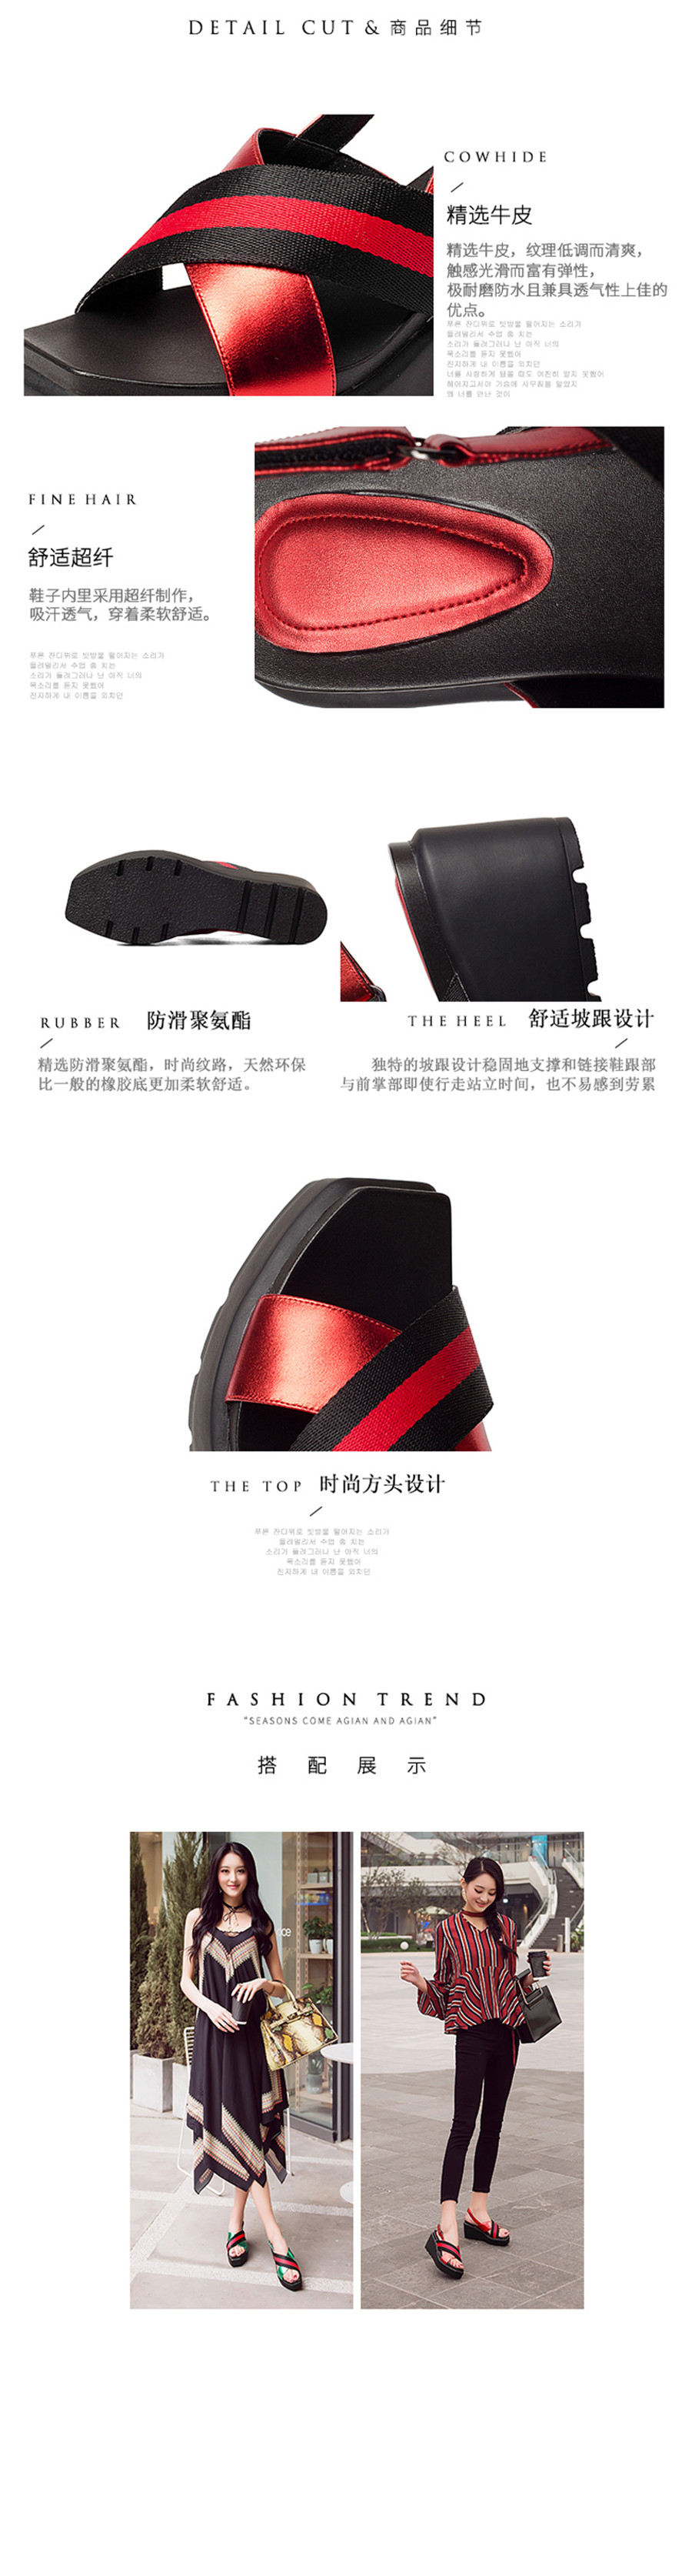 DETAIL CUT & 商品细节
COWHIDE
精选牛皮
精选牛皮，纹理低调而清爽，
触感光滑而富有弹性，
极耐磨防水且兼具透气性上佳的
优点。
푸른 잔디위로 빗방울 떨어지는 소리가
들려올리서 수업 좀 치는
소리가 들려그러나 난 아직 너의
목소리를 듣지 못했어
진지하게 내 이름을 외치던
너를 사랑하게 됐을 때도 여전히 알지 못했어
헤어지고서야 가슴에 사무침을 알았지
왜 너를 만난 것이
FINE HAIR
舒适超纤
鞋子内里采用超纤制作，
吸汗透气，穿着柔软舒适。
푸른 잔디위로 빗방울 떨어지는 소리가
들려올리서 수업 좀 치는
소리가 들려그러나 난 아직 너의
목소리를 듣지 못했어
진지하게 내 이름을 외치던
RUBBER 防滑聚氨酯
精选防滑聚氨酯，时尚纹路，天然环保
比一般的橡胶底更加柔软舒适。
THE HEEL 舒适坡跟设计
独特的坡跟设计稳固地支撑和链接鞋跟部
与前掌部即使行走站立时间，也不易感到劳累
THE TOP 时尚方头设计
푸른 잔디위로 빗방울 떨어지는 소리가
들려올리서 수업 좀 치는
소리가 들려그러나 난 아직 너의
목소리를 듣지 못했어
진지하게 내 이름을 외치던
FASHION TREND
“SEASONS COME AGIAN AND AGIAN”
搭配展示